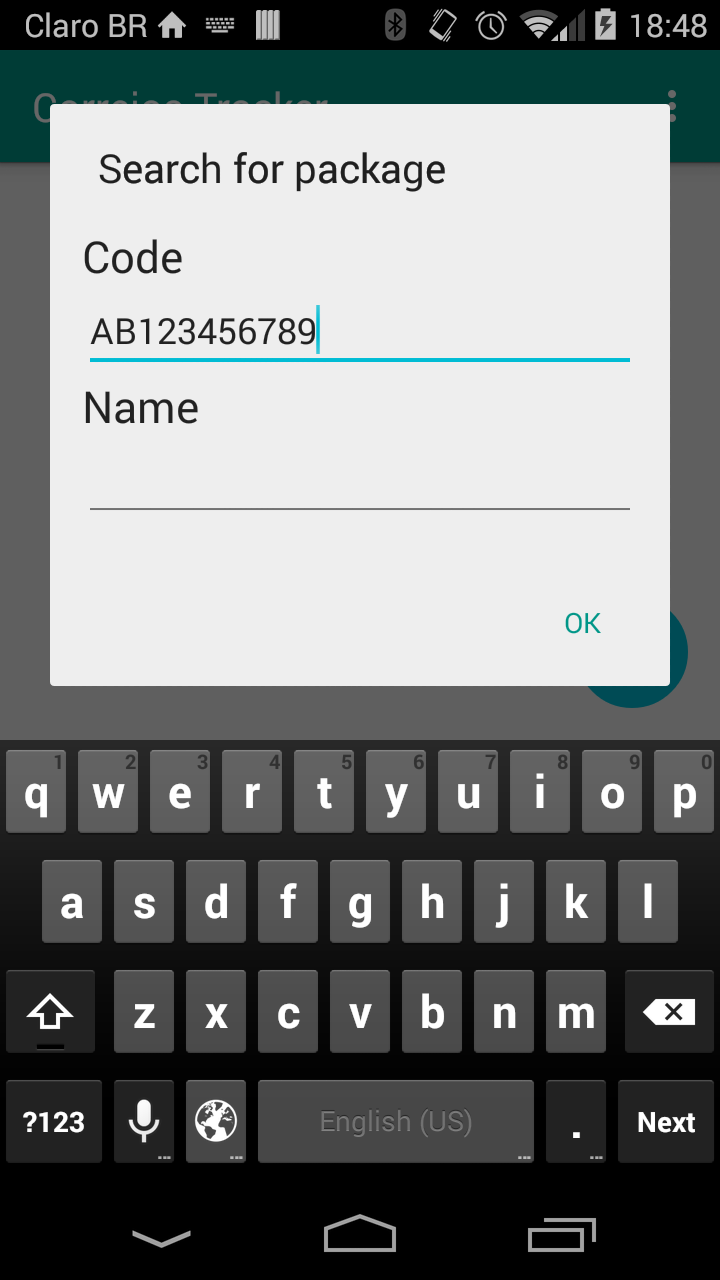 Claro BR 18:48
Correios Tracker
Search for package
Code
AB123456789
Name
OK
1 2 3 4 5 6 7 8 9 0
q w e r t y u i o p
a s d f g h j k l
z x c v b n m
?123 English (US) . Next